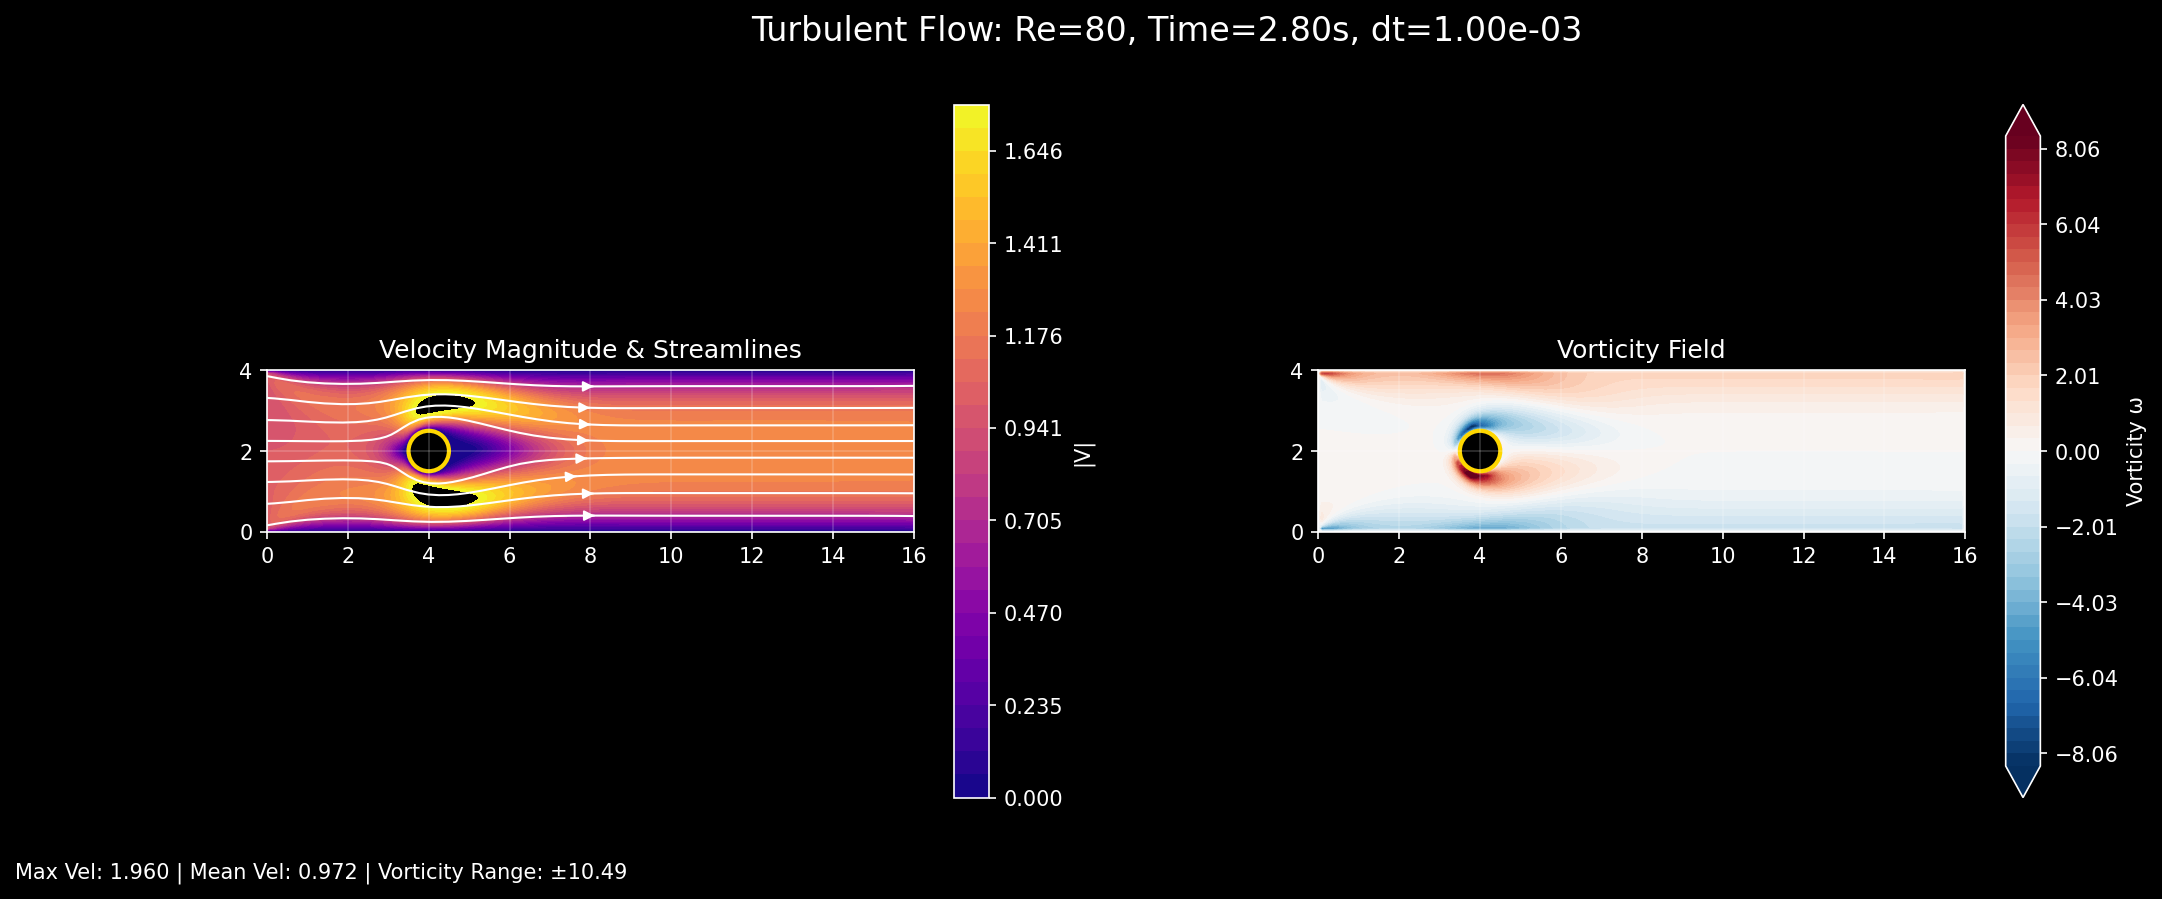 Turbulent Flow: Re=80, Time=2.80s, dt=1.00e-03
Velocity Magnitude & Streamlines
4
2
0
0 2 4 6 8 10 12 14 16
1.646
1.411
1.176
0.941
0.705
0.470
0.235
0.000
|V|
Vorticity Field
4
2
0
0 2 4 6 8 10 12 14 16
8.06
6.04
4.03
2.01
0.00
−2.01
−4.03
−6.04
−8.06
Vorticity ω
Max Vel: 1.960 | Mean Vel: 0.972 | Vorticity Range: ±10.49